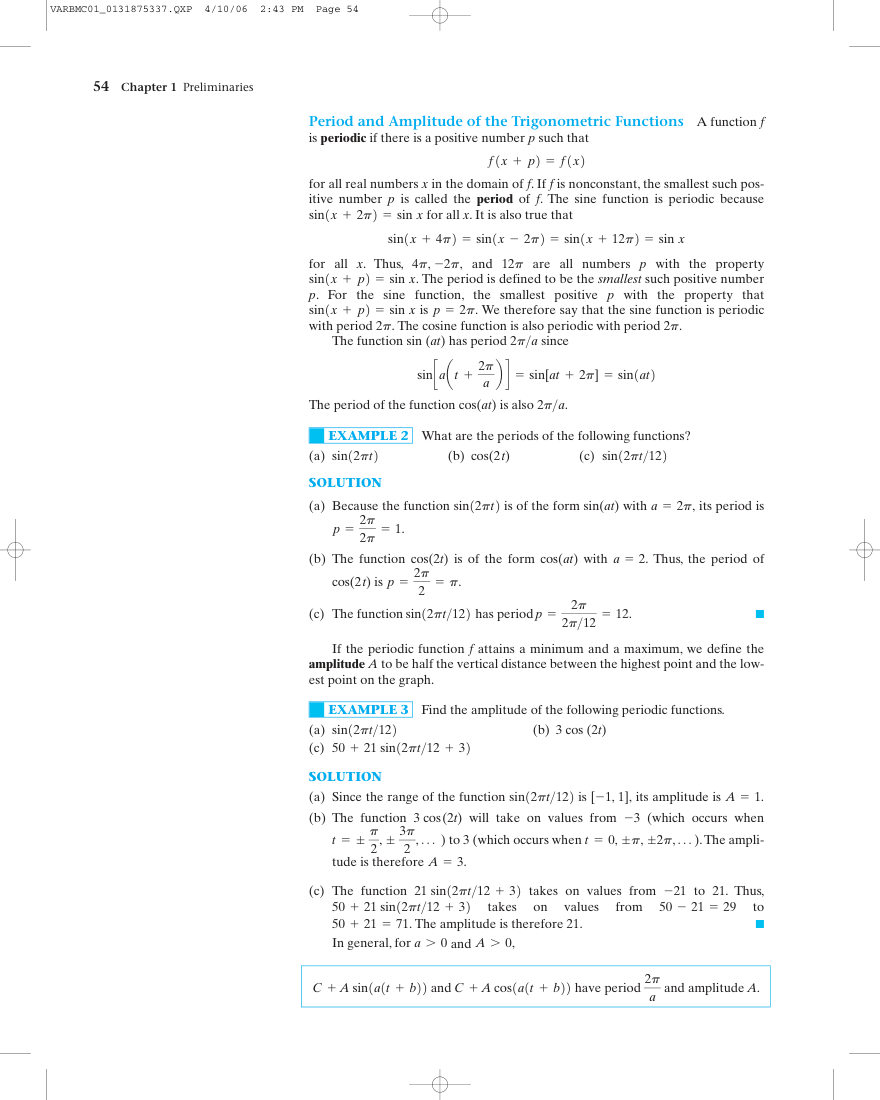 VARBMC01_0131875337.QXP 4/10/06 2:43 PM Page 54
54 Chapter 1 Preliminaries
Period and Amplitude of the Trigonometric Functions A function f
is periodic if there is a positive number p such that
f(x + p) = f(x)
for all real numbers x in the domain of f. If f is nonconstant, the smallest such pos-
itive number p is called the period of f. The sine function is periodic because
sin(x + 2π) = sin x for all x. It is also true that
sin(x + 4π) = sin(x − 2π) = sin(x + 12π) = sin x
for all x. Thus, 4π, −2π, and 12π are all numbers p with the property
sin(x + p) = sin x. The period is defined to be the smallest such positive number
p. For the sine function, the smallest positive p with the property that
sin(x + p) = sin x is p = 2π. We therefore say that the sine function is periodic
with period 2π. The cosine function is also periodic with period 2π.
The function sin (at) has period 2π/a since
sin[a(t + 2π/a)] = sin[at + 2π] = sin(at)
The period of the function cos(at) is also 2π/a.
EXAMPLE 2 What are the periods of the following functions?
(a) sin(2πt) (b) cos(2t) (c) sin(2πt/12)
SOLUTION
(a) Because the function sin(2πt) is of the form sin(at) with a = 2π, its period is
p = 2π/2π = 1.
(b) The function cos(2t) is of the form cos(at) with a = 2. Thus, the period of
cos(2t) is p = 2π/2 = π.
(c) The function sin(2πt/12) has period p = 2π/(2π/12) = 12.
If the periodic function f attains a minimum and a maximum, we define the
amplitude A to be half the vertical distance between the highest point and the low-
est point on the graph.
EXAMPLE 3 Find the amplitude of the following periodic functions.
(a) sin(2πt/12) (b) 3 cos (2t)
(c) 50 + 21 sin(2πt/12 + 3)
SOLUTION
(a) Since the range of the function sin(2πt/12) is [−1, 1], its amplitude is A = 1.
(b) The function 3 cos(2t) will take on values from −3 (which occurs when
t = ± π/2, ± 3π/2, . . . ) to 3 (which occurs when t = 0, ±π, ±2π, . . . ). The ampli-
tude is therefore A = 3.
(c) The function 21 sin(2πt/12 + 3) takes on values from −21 to 21. Thus,
50 + 21 sin(2πt/12 + 3) takes on values from 50 − 21 = 29 to
50 + 21 = 71. The amplitude is therefore 21.
In general, for a > 0 and A > 0,
C + A sin(a(t + b)) and C + A cos(a(t + b)) have period 2π/a and amplitude A.